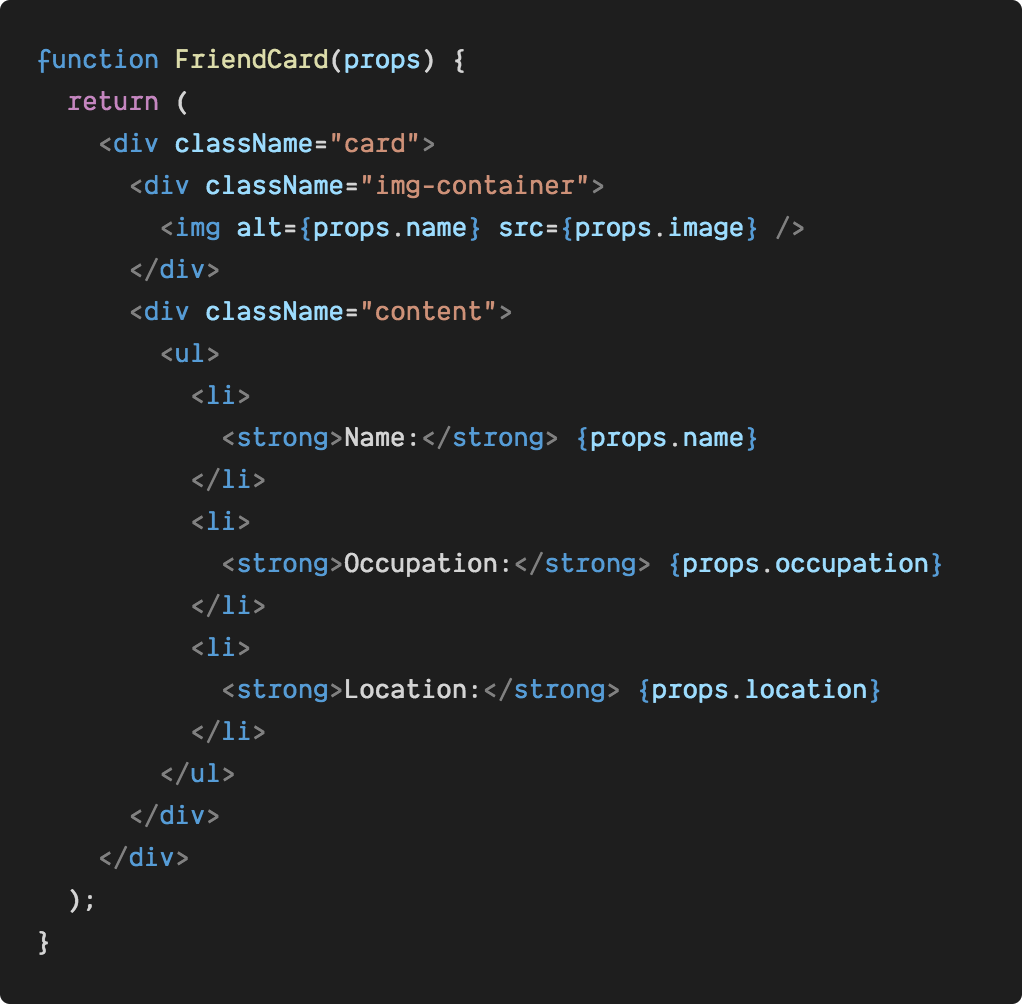 function FriendCard(props) {
  return (
    <div className="card">
      <div className="img-container">
        <img alt={props.name} src={props.image} />
      </div>
      <div className="content">
        <ul>
          <li>
            <strong>Name:</strong> {props.name}
          </li>
          <li>
            <strong>Occupation:</strong> {props.occupation}
          </li>
          <li>
            <strong>Location:</strong> {props.location}
          </li>
        </ul>
      </div>
    </div>
  );
}